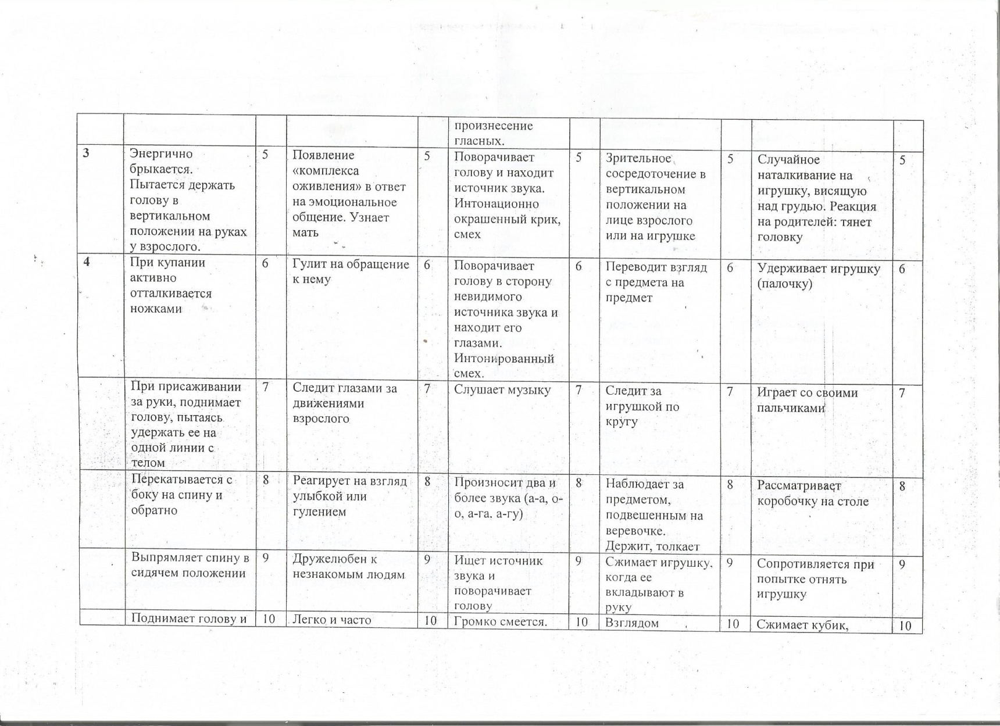 произнесение
гласных.
3
Энергично
брыкается.
Пытается держать
голову в
вертикальном
положении на руках
у взрослого.
5
Появление
«комплекса
оживления» в ответ
на эмоциональное
общение. Узнает
мать
5
Поворачивает
голову и находит
источник звука.
Интонационно
окрашенный крик,
смех
5
Зрительное
сосредоточение в
вертикальном
положении на
лице взрослого
или на игрушке
5
Случайное
наталкивание на
игрушку, висящую
над грудью. Реакция
на родителей: тянет
головку
5
4
При купании
активно
отталкивается
ножками
6
Гулит на обращение
к нему
6
Поворачивает
голову в сторону
невидимого
источника звука и
находит его
глазами.
Интонированный
смех.
6
Переводит взгляд
с предмета на
предмет
6
Удерживает игрушку
(палочку)
6
При присаживании
за руки, поднимает
голову, пытаясь
удержать ее на
одной линии с
телом
7
Следит глазами за
движениями
взрослого
7
Слушает музыку
7
Следит за
игрушкой по
кругу
7
Играет со своими
пальчиками
7
Перекатывается с
боку на спину и
обратно
8
Реагирует на взгляд
улыбкой или
гулением
8
Произносит два и
более звука (а-а, о-
о, а-га. а-гу)
8
Наблюдает за
предметом,
подвешенным на
веревочке.
Держит, толкает
8
Рассматривает
коробочку на столе
8
Выпрямляет спину в
сидячем положении
9
Дружелюбен к
незнакомым людям
9
Ищет источник
звука и
поворачивает
голову
9
Сжимает игрушку,
когда ее
вкладывают в
руку
9
Сопротивляется при
попытке отнять
игрушку
9
Поднимает голову и
10
Легко и часто
10
Громко смеется.
10
Взглядом
10
Сжимает кубик,
10